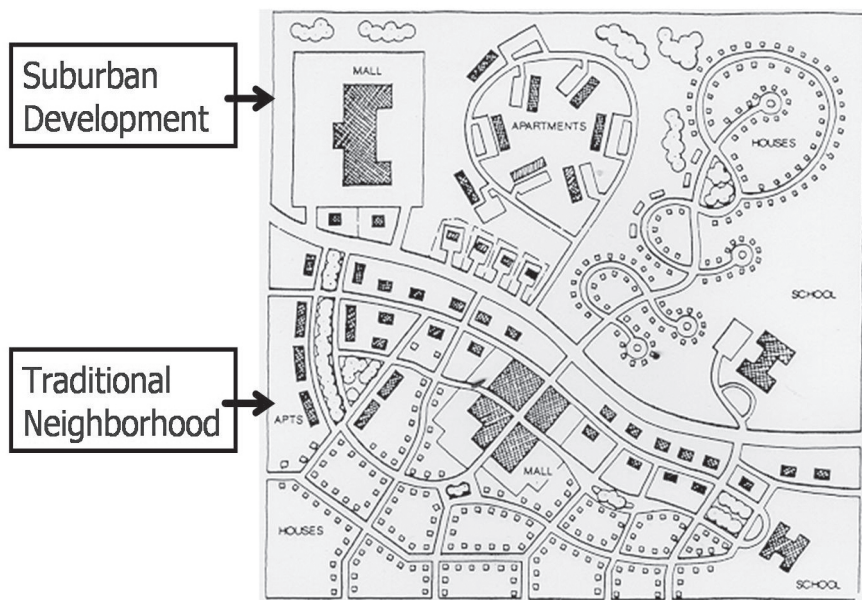 Suburban
Development
MALL
APARTMENTS
HOUSES
SCHOOL
Traditional
Neighborhood
APTS
MALL
HOUSES
SCHOOL